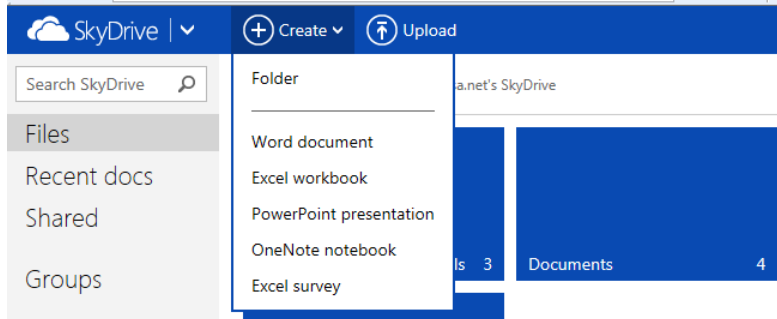 SkyDrive
Create
Upload
Search SkyDrive
Files
Recent docs
Shared
Groups
Folder
Word document
Excel workbook
PowerPoint presentation
OneNote notebook
Excel survey
a.net's SkyDrive
ls 3
Documents 4